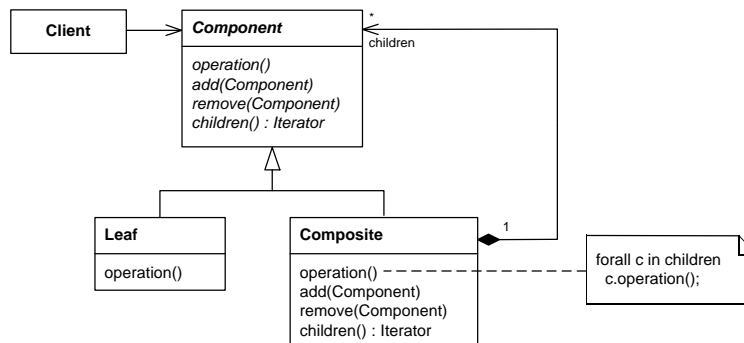 Client
Component
operation()
add(Component)
remove(Component)
children() : Iterator
*
children
Leaf
operation()
Composite
operation()
add(Component)
remove(Component)
children() : Iterator
1
forall c in children
c.operation();